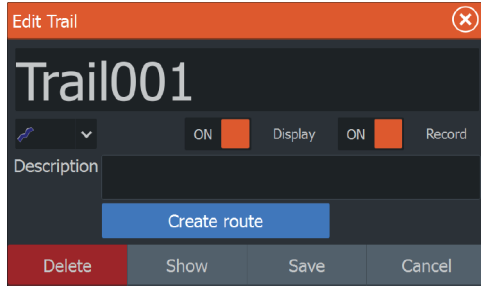 Edit Trail
Trail001
ON Display ON Record
Description
Create route
Delete Show Save Cancel